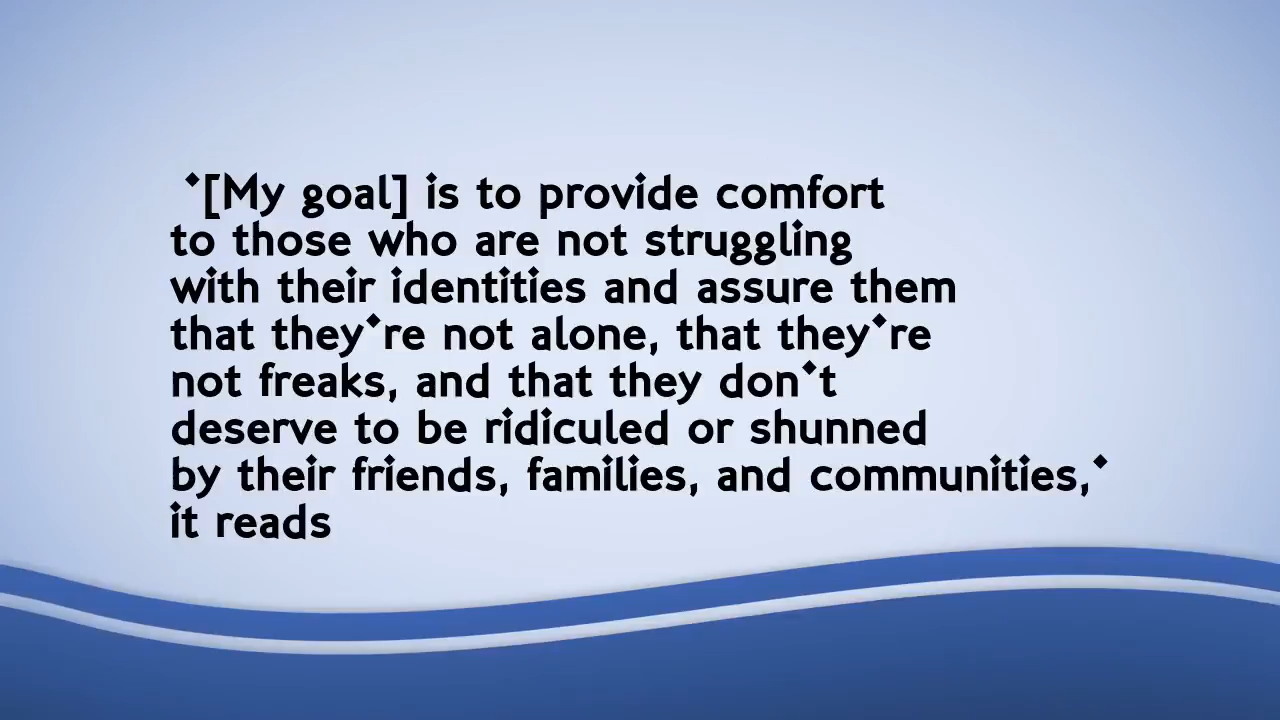 '[My goal] is to provide comfort
to those who are not struggling
with their identities and assure them
that they're not alone, that they're
not freaks, and that they don't
deserve to be ridiculed or shunned
by their friends, families, and communities,'
it reads